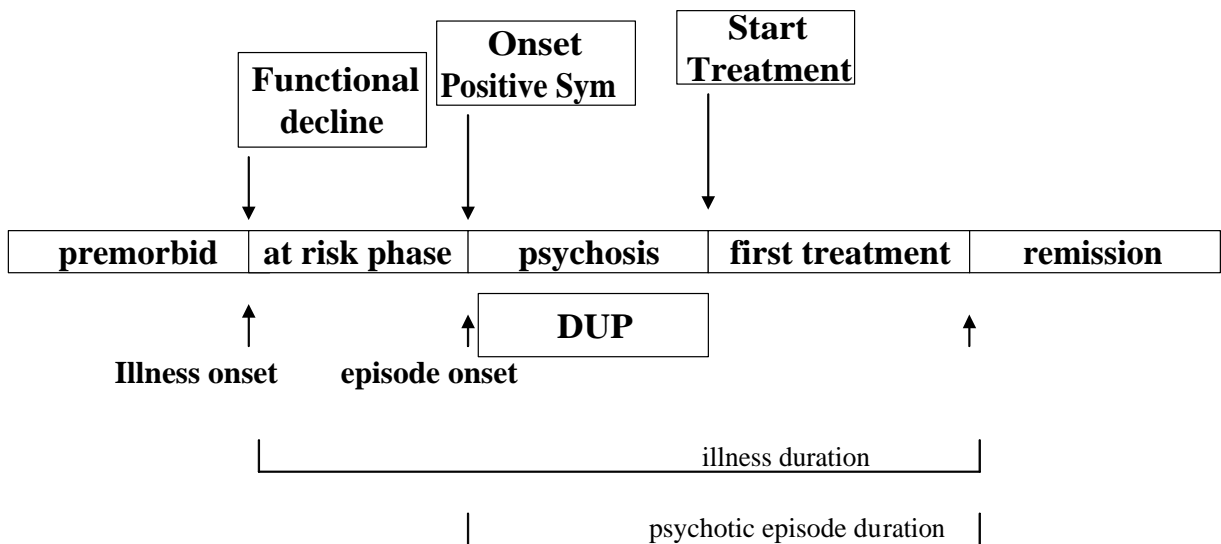 Functional
decline
Onset
Positive Sym
Start
Treatment
premorbid at risk phase psychosis first treatment remission
DUP
Illness onset episode onset
illness duration
psychotic episode duration